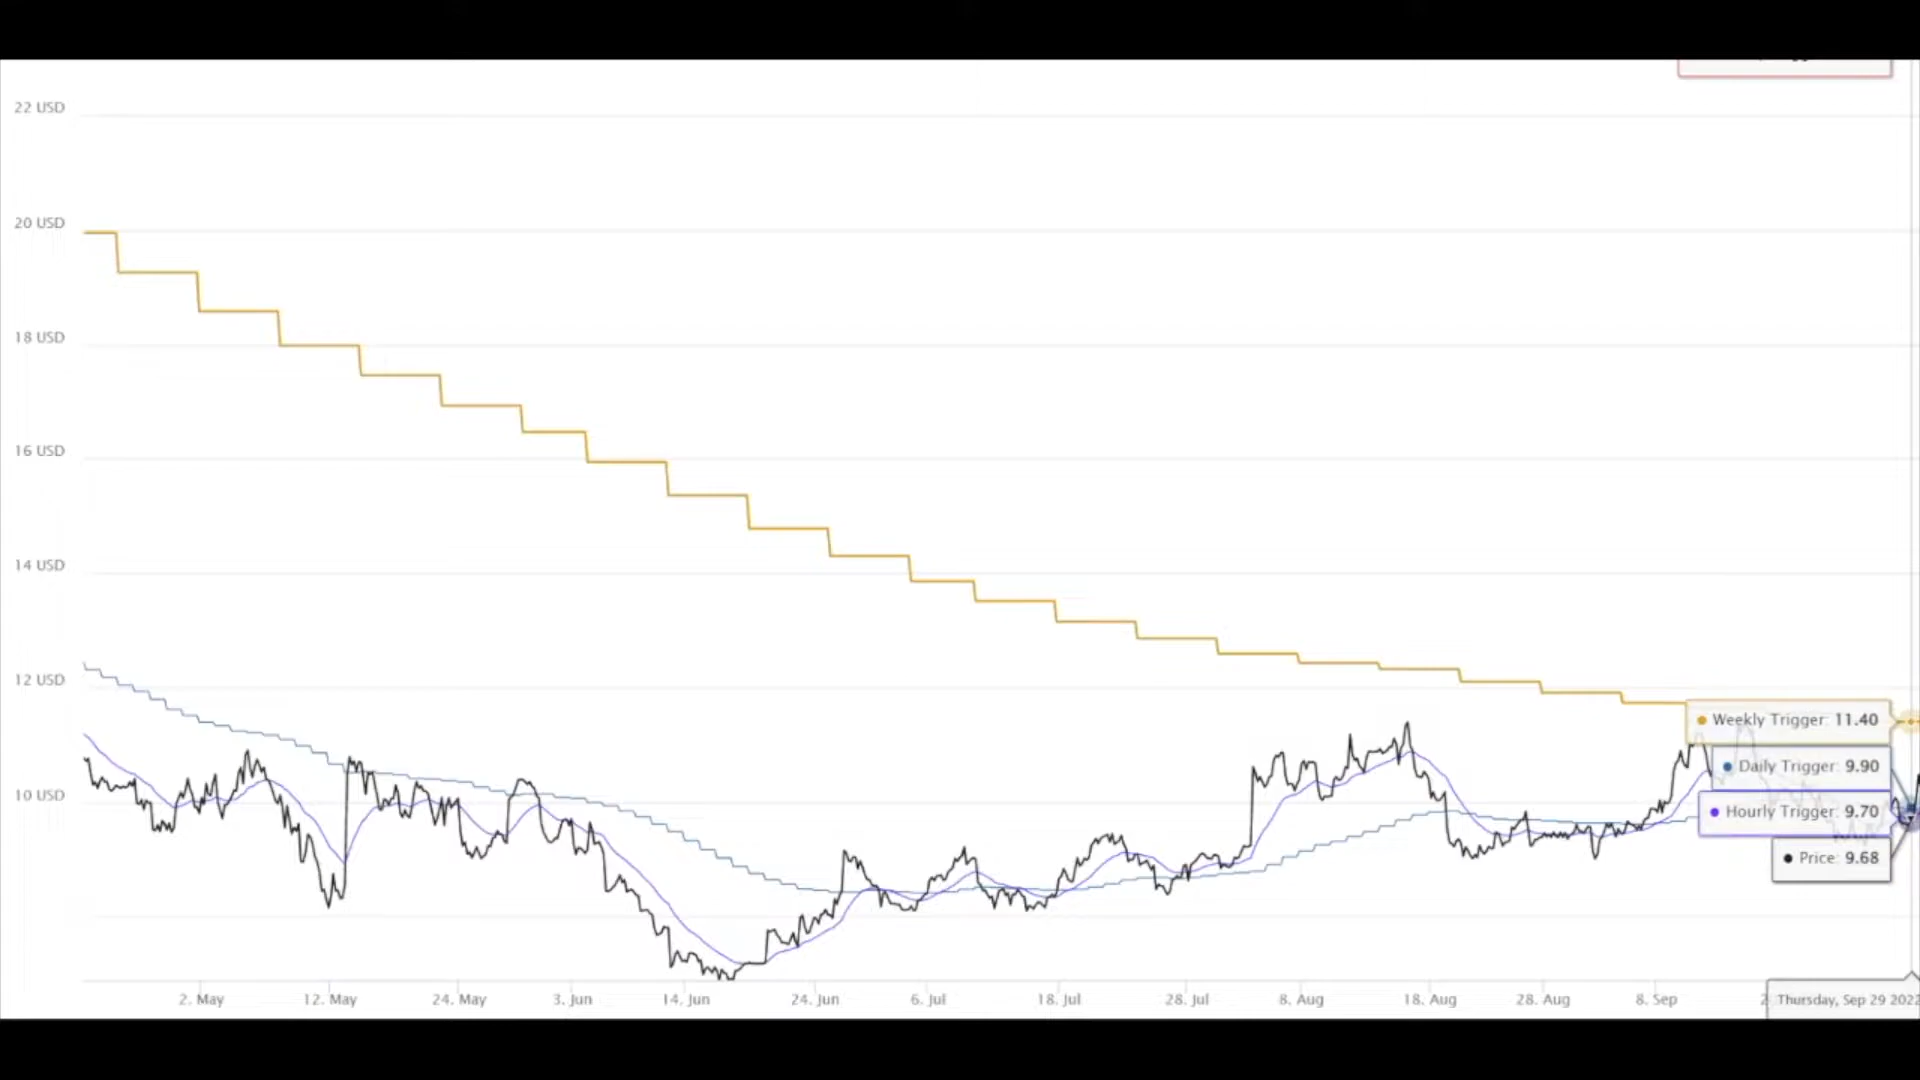 22 USD
20 USD
18 USD
16 USD
14 USD
12 USD
10 USD
Weekly Trigger: 11.40
Daily Trigger: 9.90
Hourly Trigger: 9.70
Price: 9.68
2. May
12. May
24. May
3. Jun
14. Jun
24. Jun
6. Jul
18. Jul
28. Jul
8. Aug
18. Aug
28. Aug
8. Sep
Thursday, Sep 29 2022